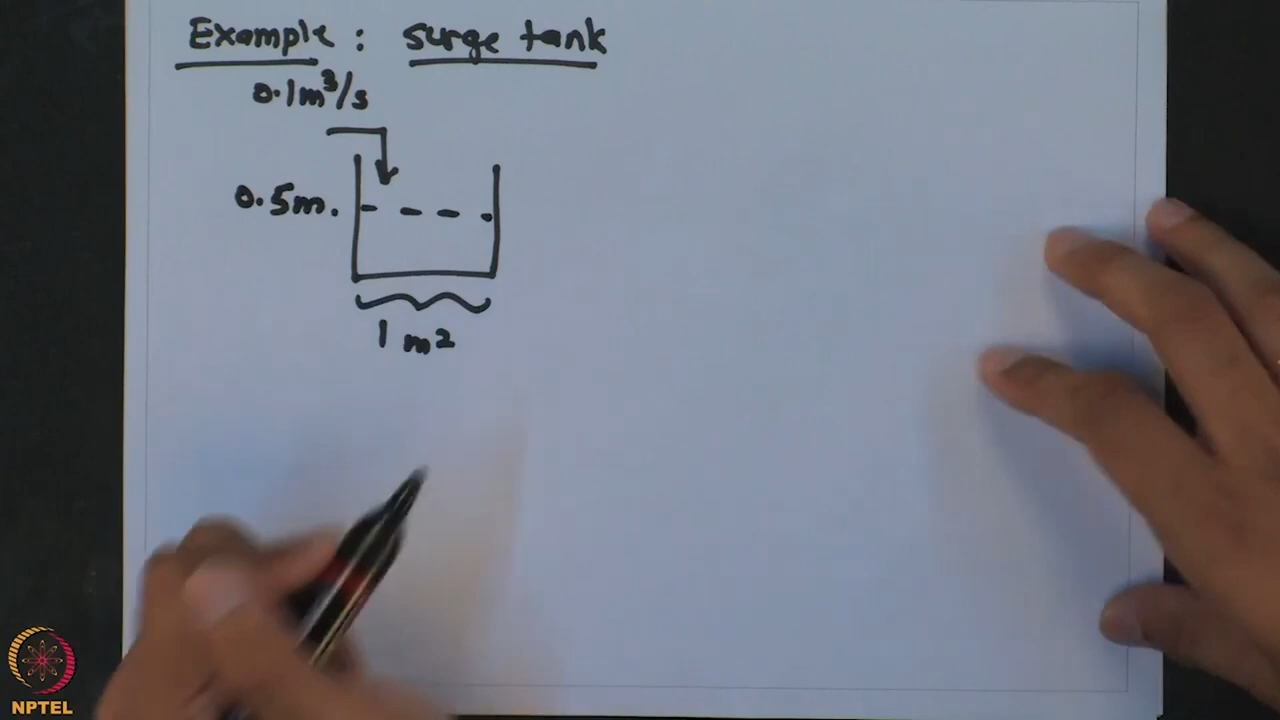 Example : surge tank
0.1m³/s
0.5m.
1 m²
NPTEL